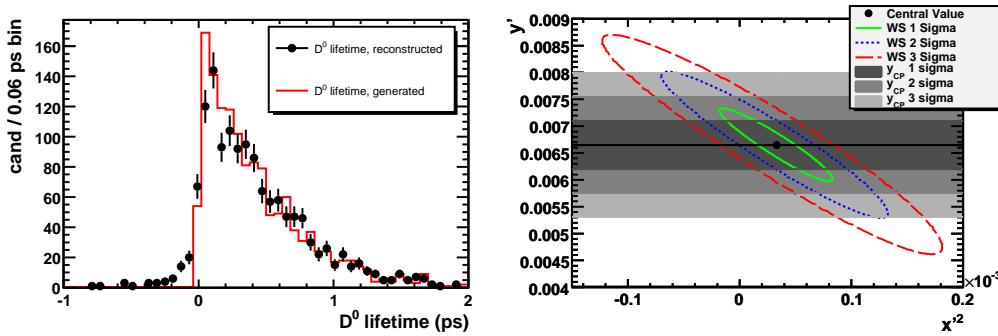 cand / 0.06 ps bin
160
140
120
100
80
60
40
20
0
-1 0 1 2
D⁰ lifetime (ps)
D⁰ lifetime, reconstructed
D⁰ lifetime, generated
y'
0.009
0.0085
0.008
0.0075
0.007
0.0065
0.006
0.0055
0.005
0.0045
0.004
-0.1 0 0.1 0.2
×10⁻³
x'²
Central Value
WS 1 Sigma
WS 2 Sigma
WS 3 Sigma
y_CP 1 sigma
y_CP 2 sigma
y_CP 3 sigma